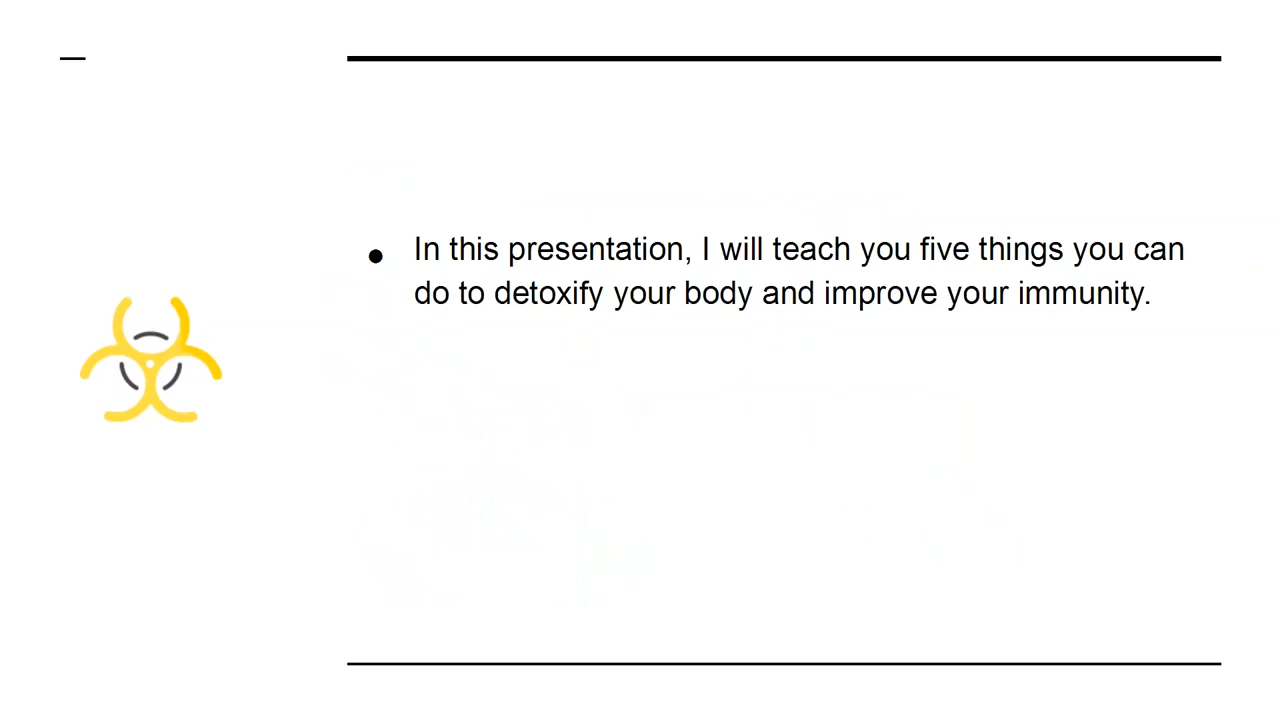 In this presentation, I will teach you five things you can
do to detoxify your body and improve your immunity.